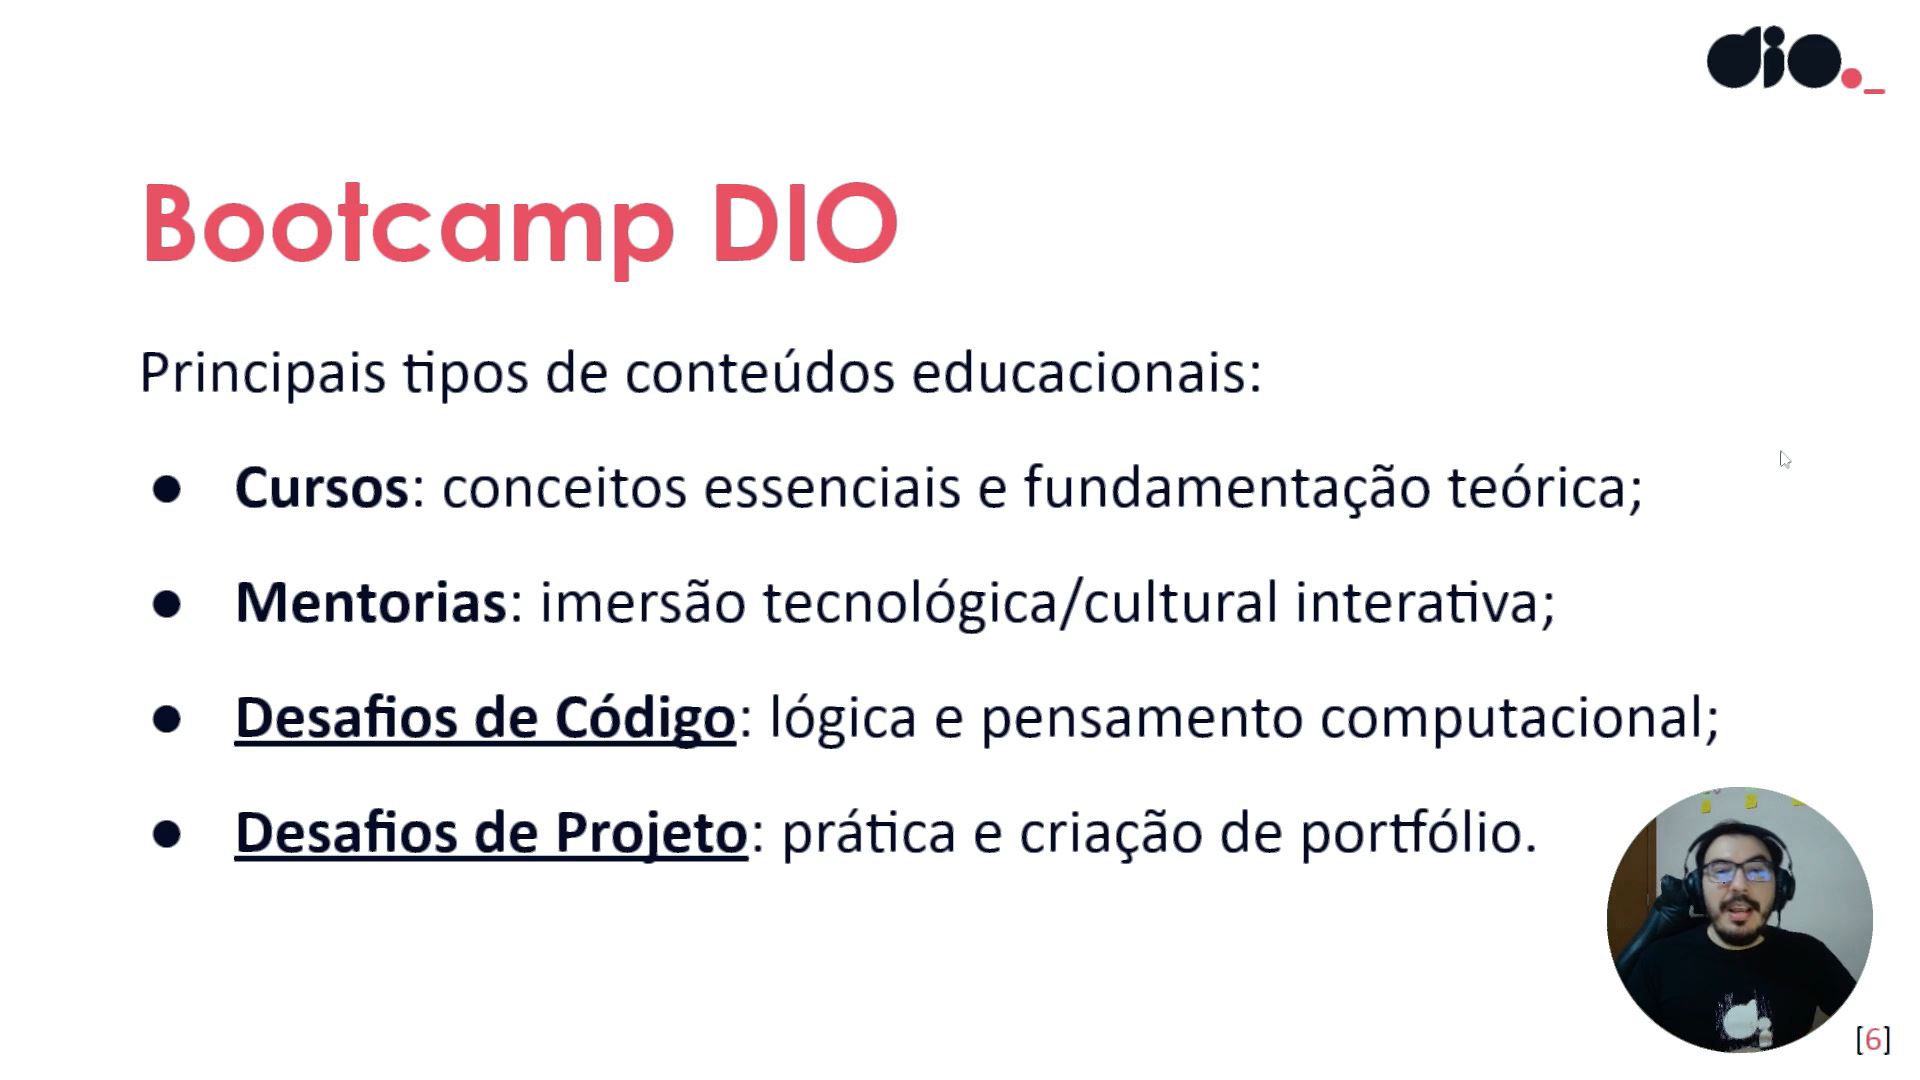 dio._
Bootcamp DIO
Principais tipos de conteúdos educacionais:
● Cursos: conceitos essenciais e fundamentação teórica;
● Mentorias: imersão tecnológica/cultural interativa;
● Desafios de Código: lógica e pensamento computacional;
● Desafios de Projeto: prática e criação de portfólio.
[6]